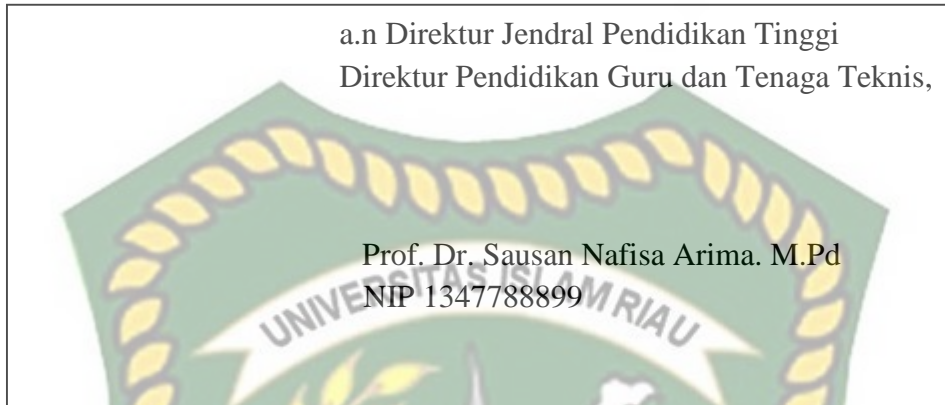 a.n Direktur Jendral Pendidikan Tinggi
Direktur Pendidikan Guru dan Tenaga Teknis,
Prof. Dr. Sausan Nafisa Arima. M.Pd
NIP 1347788899
UNIVERSITAS ISLAM RIAU